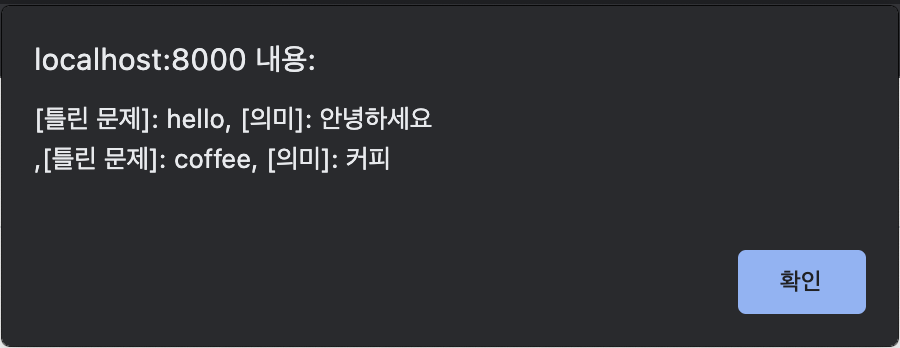 localhost:8000 내용:
[틀린 문제]: hello, [의미]: 안녕하세요
,[틀린 문제]: coffee, [의미]: 커피
확인